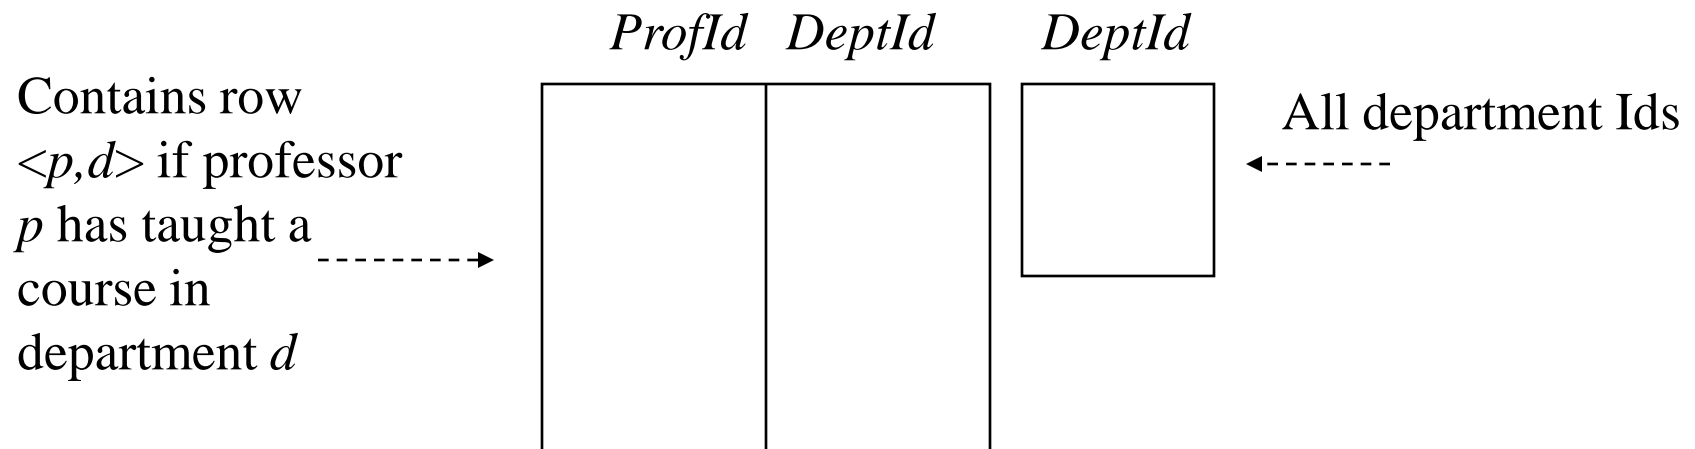 ProfId DeptId DeptId
Contains row
<p,d> if professor
p has taught a
course in
department d
All department Ids